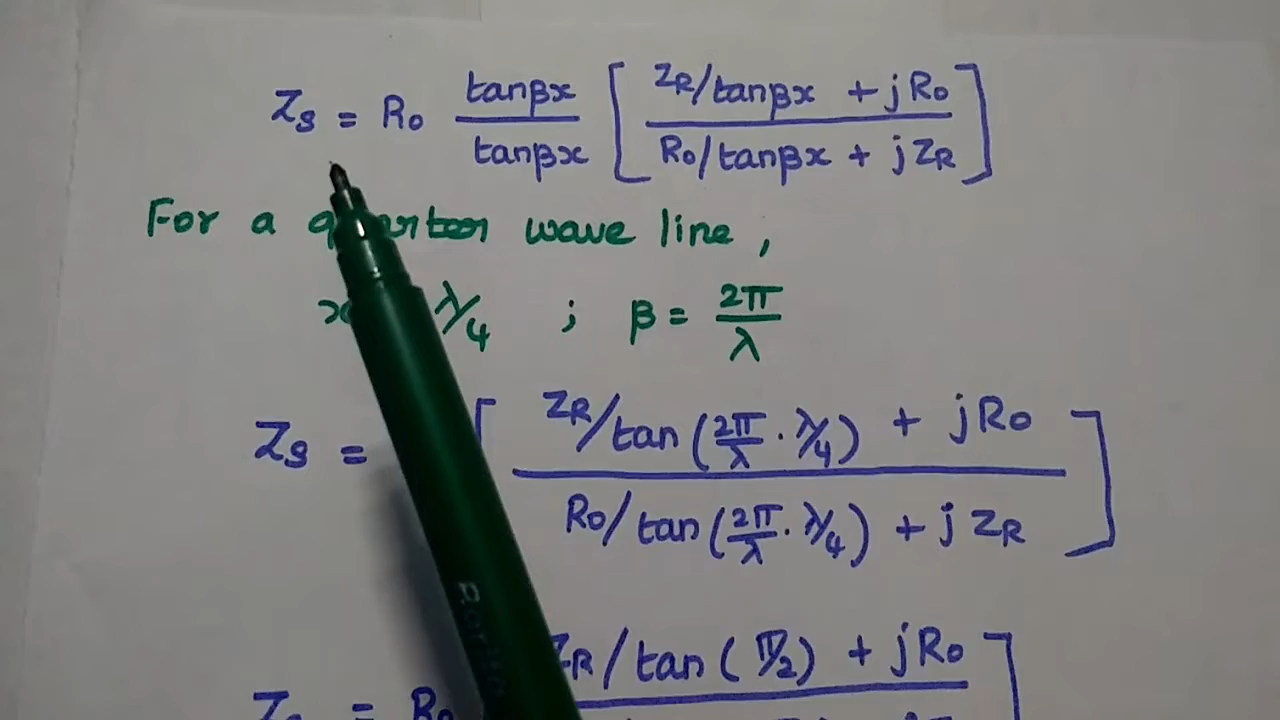 Zs = R₀ tanβx / tanβx [ ZR/tanβx + jR₀ / R₀/tanβx + jZR ]
For a wave line,
λ/4 ; β = 2π/λ
Zs = [ ZR/tan(2π/λ · λ/4) + jR₀ / R₀/tan(2π/λ · λ/4) + jZR ]
Zs = R₀ ZR/tan(π/2) + jR₀ ]